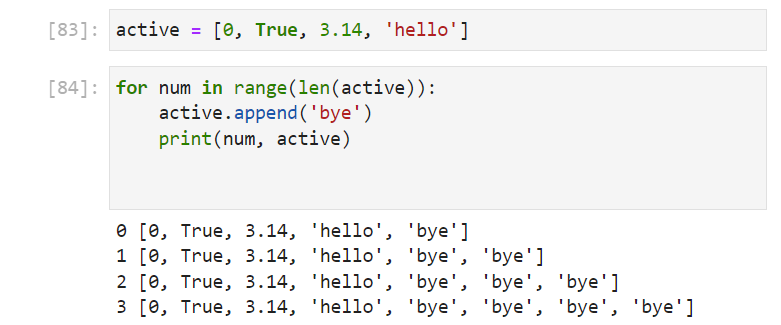 [83]: active = [0, True, 3.14, 'hello']
[84]: for num in range(len(active)):
    active.append('bye')
    print(num, active)
0 [0, True, 3.14, 'hello', 'bye']
1 [0, True, 3.14, 'hello', 'bye', 'bye']
2 [0, True, 3.14, 'hello', 'bye', 'bye', 'bye']
3 [0, True, 3.14, 'hello', 'bye', 'bye', 'bye', 'bye']